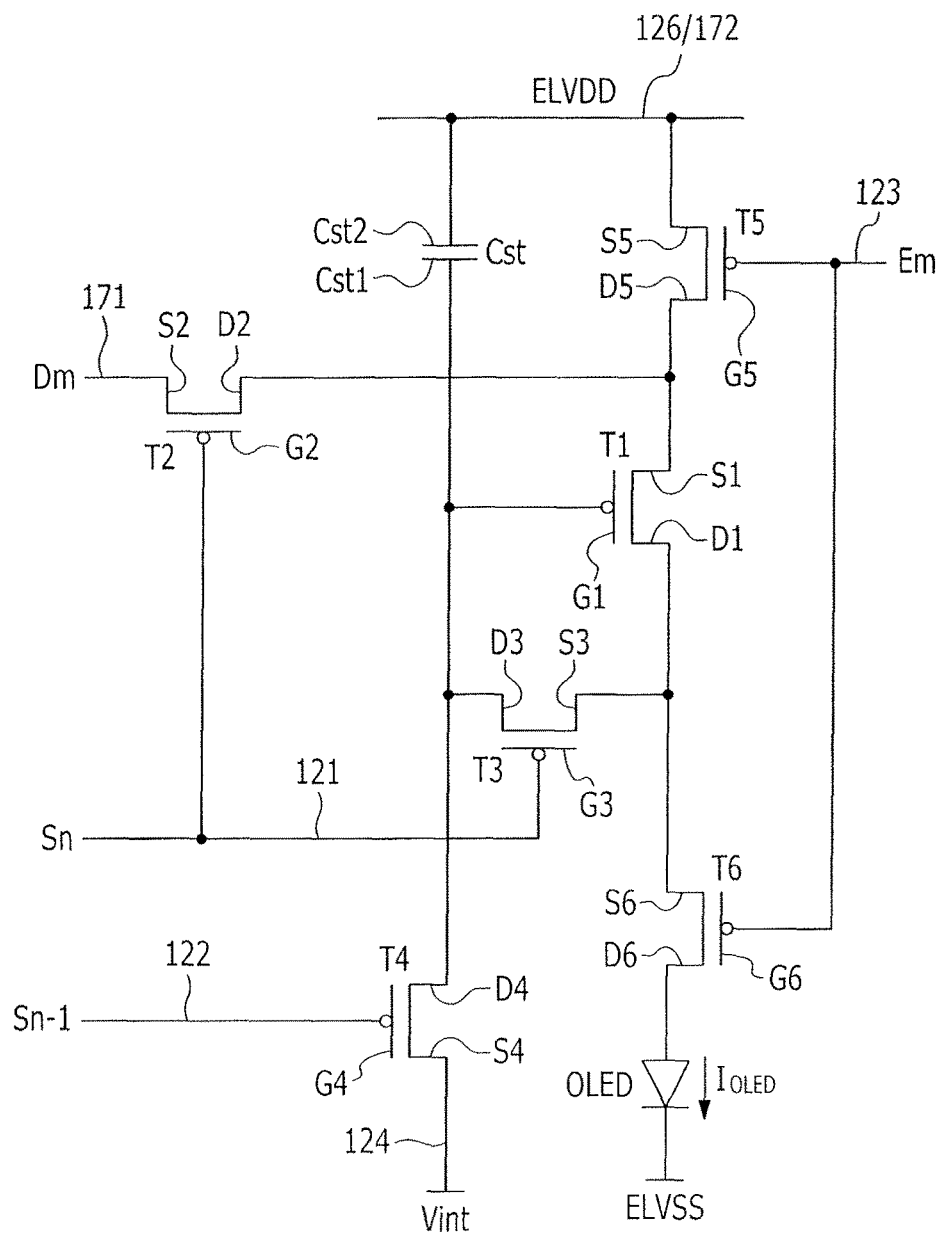 126/172
ELVDD
Cst2
Cst
Cst1
S5
T5
123
Em
D5
G5
171
S2
D2
Dm
T2
G2
T1
S1
D1
G1
D3
S3
T3
G3
121
Sn
T6
S6
D6
G6
122
T4
D4
Sn-1
S4
G4
OLED
IOLED
124
Vint
ELVSS